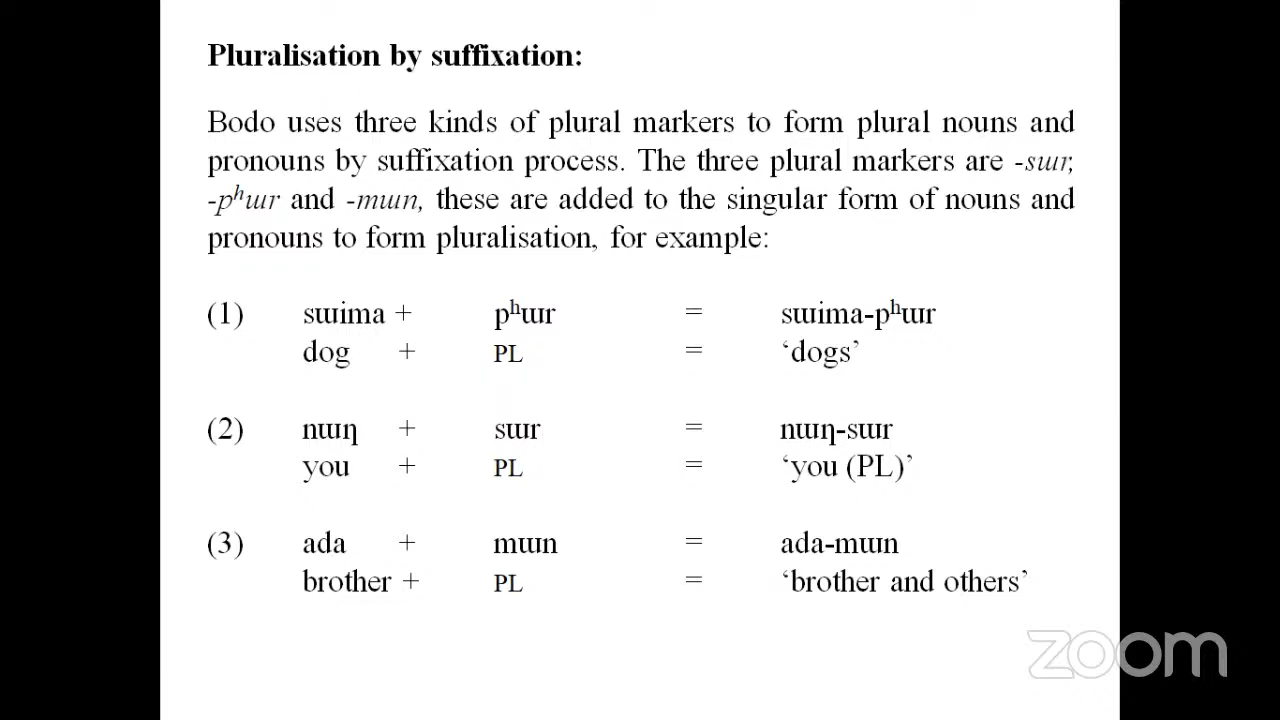 Pluralisation by suffixation:
Bodo uses three kinds of plural markers to form plural nouns and
pronouns by suffixation process. The three plural markers are -sɯr,
-pʰɯr and -mɯn, these are added to the singular form of nouns and
pronouns to form pluralisation, for example:
(1) sɯima + pʰɯr = sɯima-pʰɯr
dog + PL = ‘dogs’
(2) nɯŋ + sɯr = nɯŋ-sɯr
you + PL = ‘you (PL)’
(3) ada + mɯn = ada-mɯn
brother + PL = ‘brother and others’
zoom